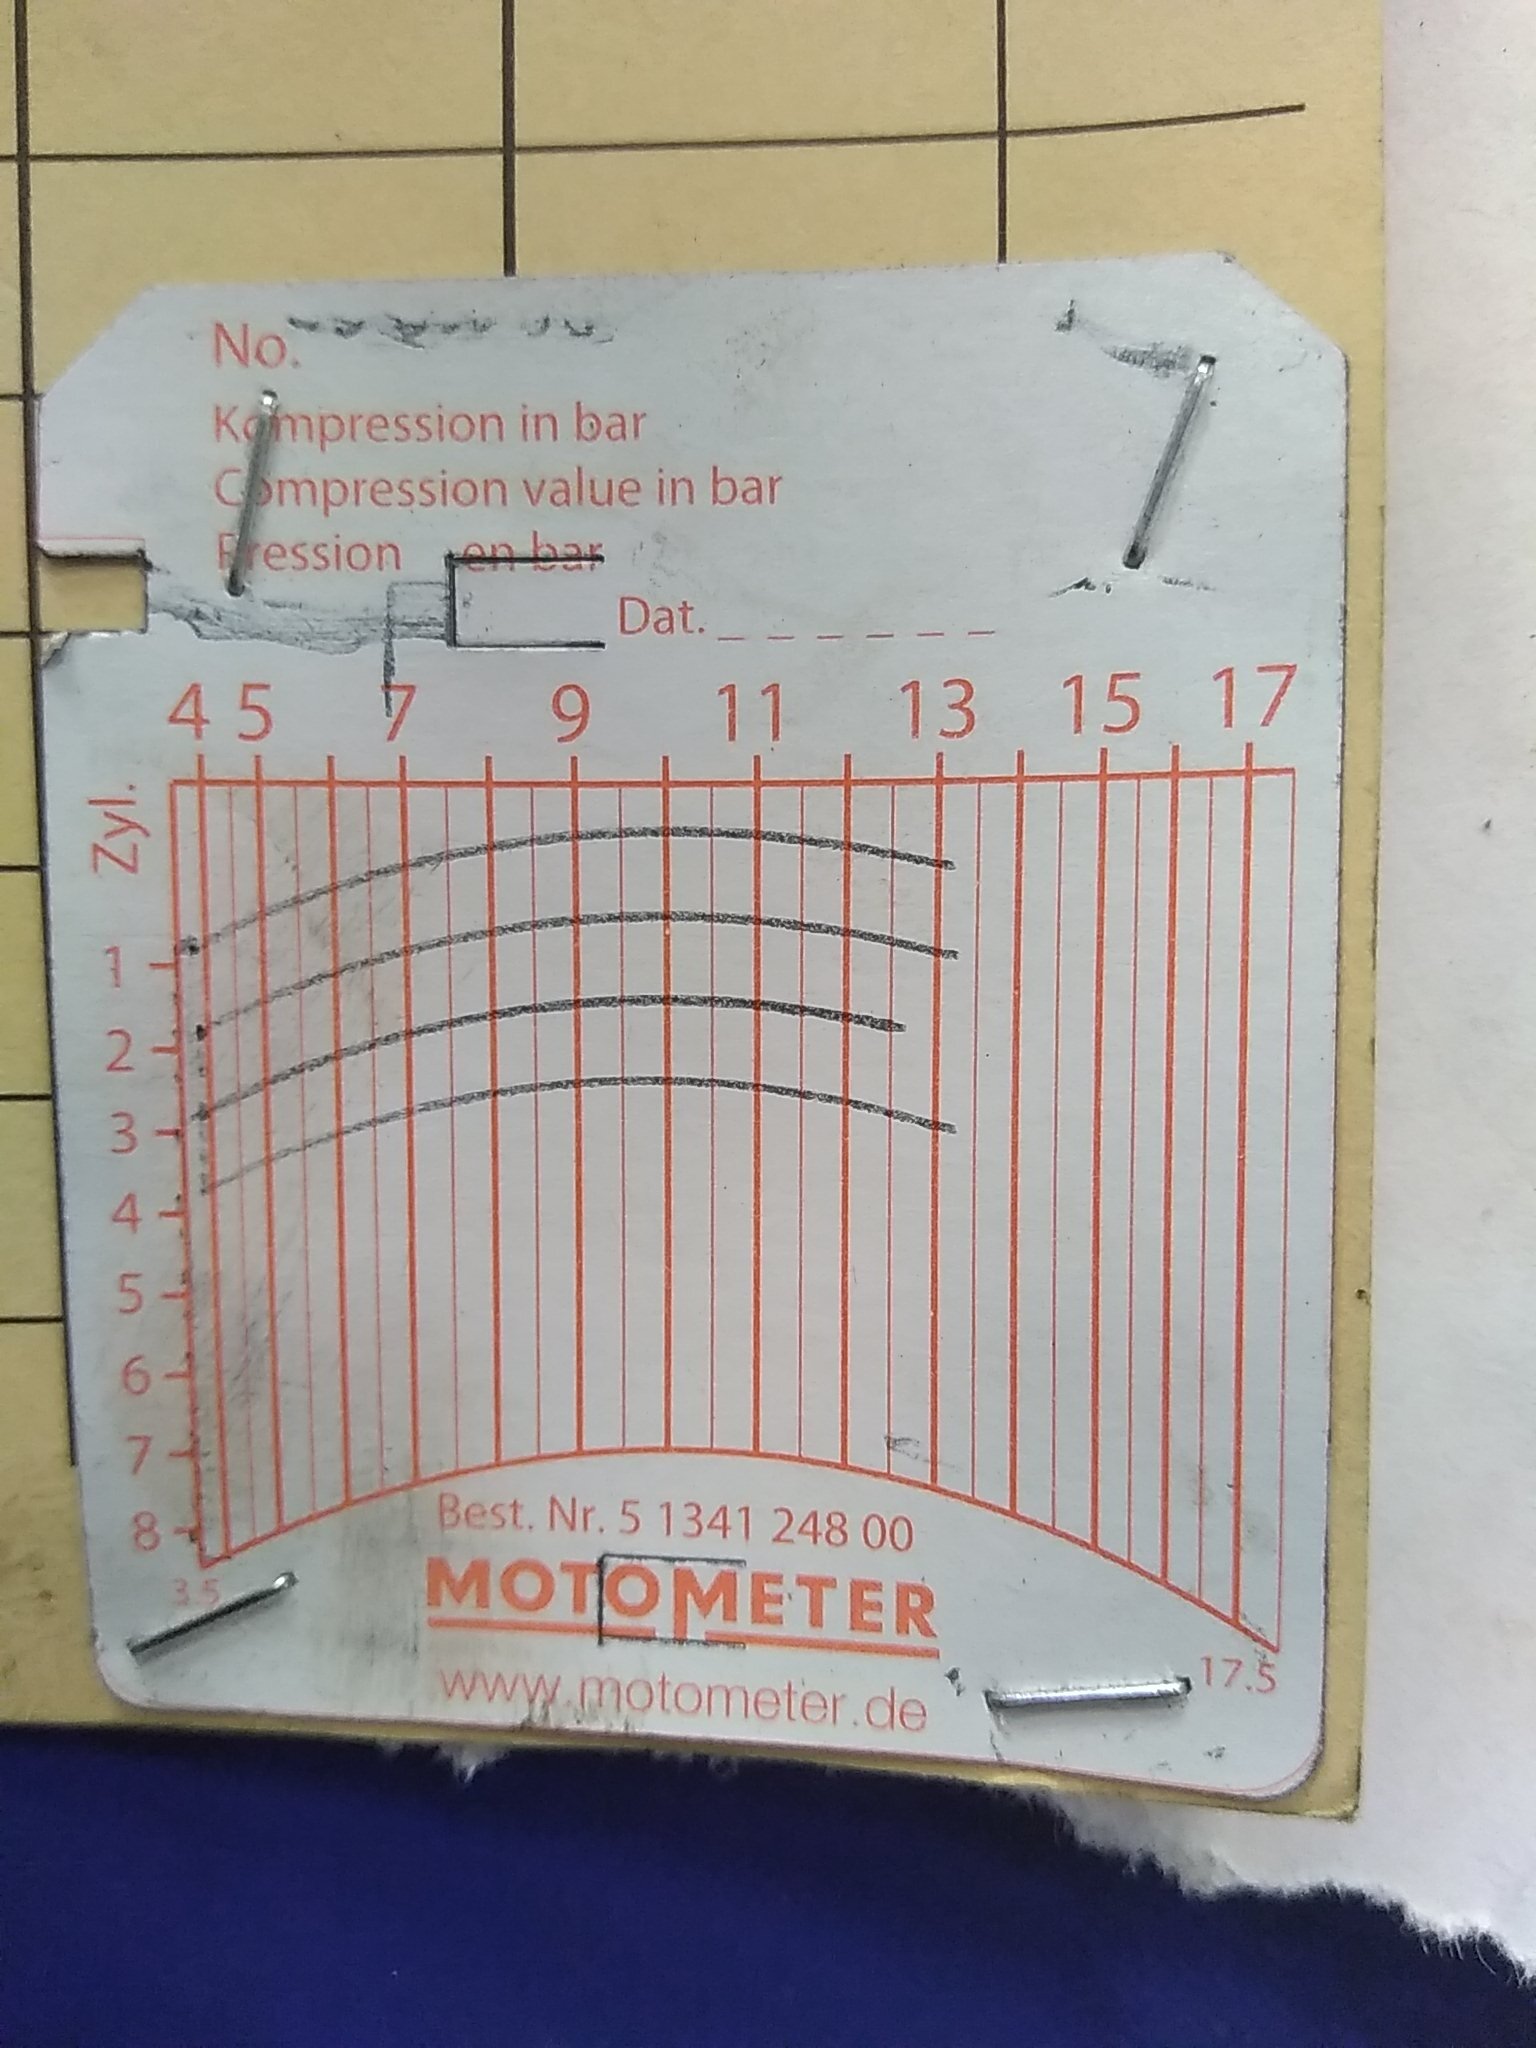 No.
Kompression in bar
Compression value in bar
Pression en bar
Dat. _ _ _ _ _ _
4 5 7 9 11 13 15 17
Zyl.
1
2
3
4
5
6
7
8
3.5
17.5
Best. Nr. 5 1341 248 00
MOTOMETER
www.motometer.de